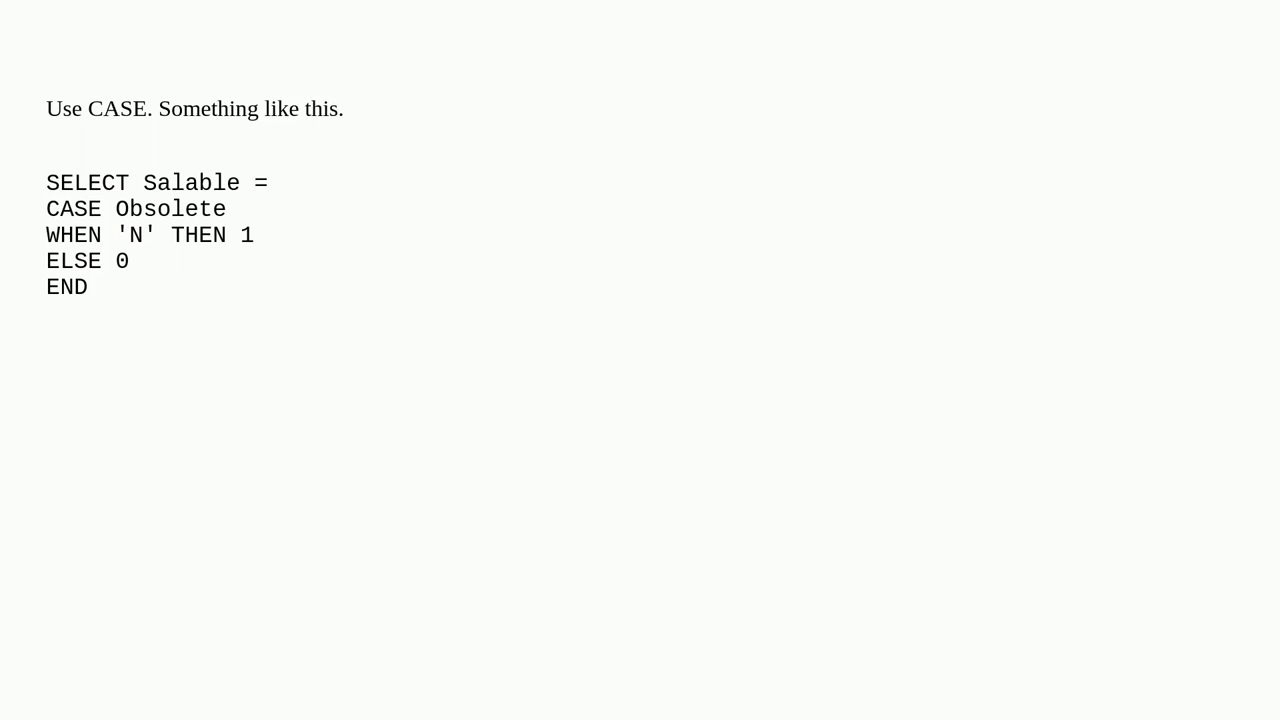 Use CASE. Something like this.
SELECT Salable =
CASE Obsolete
WHEN 'N' THEN 1
ELSE 0
END